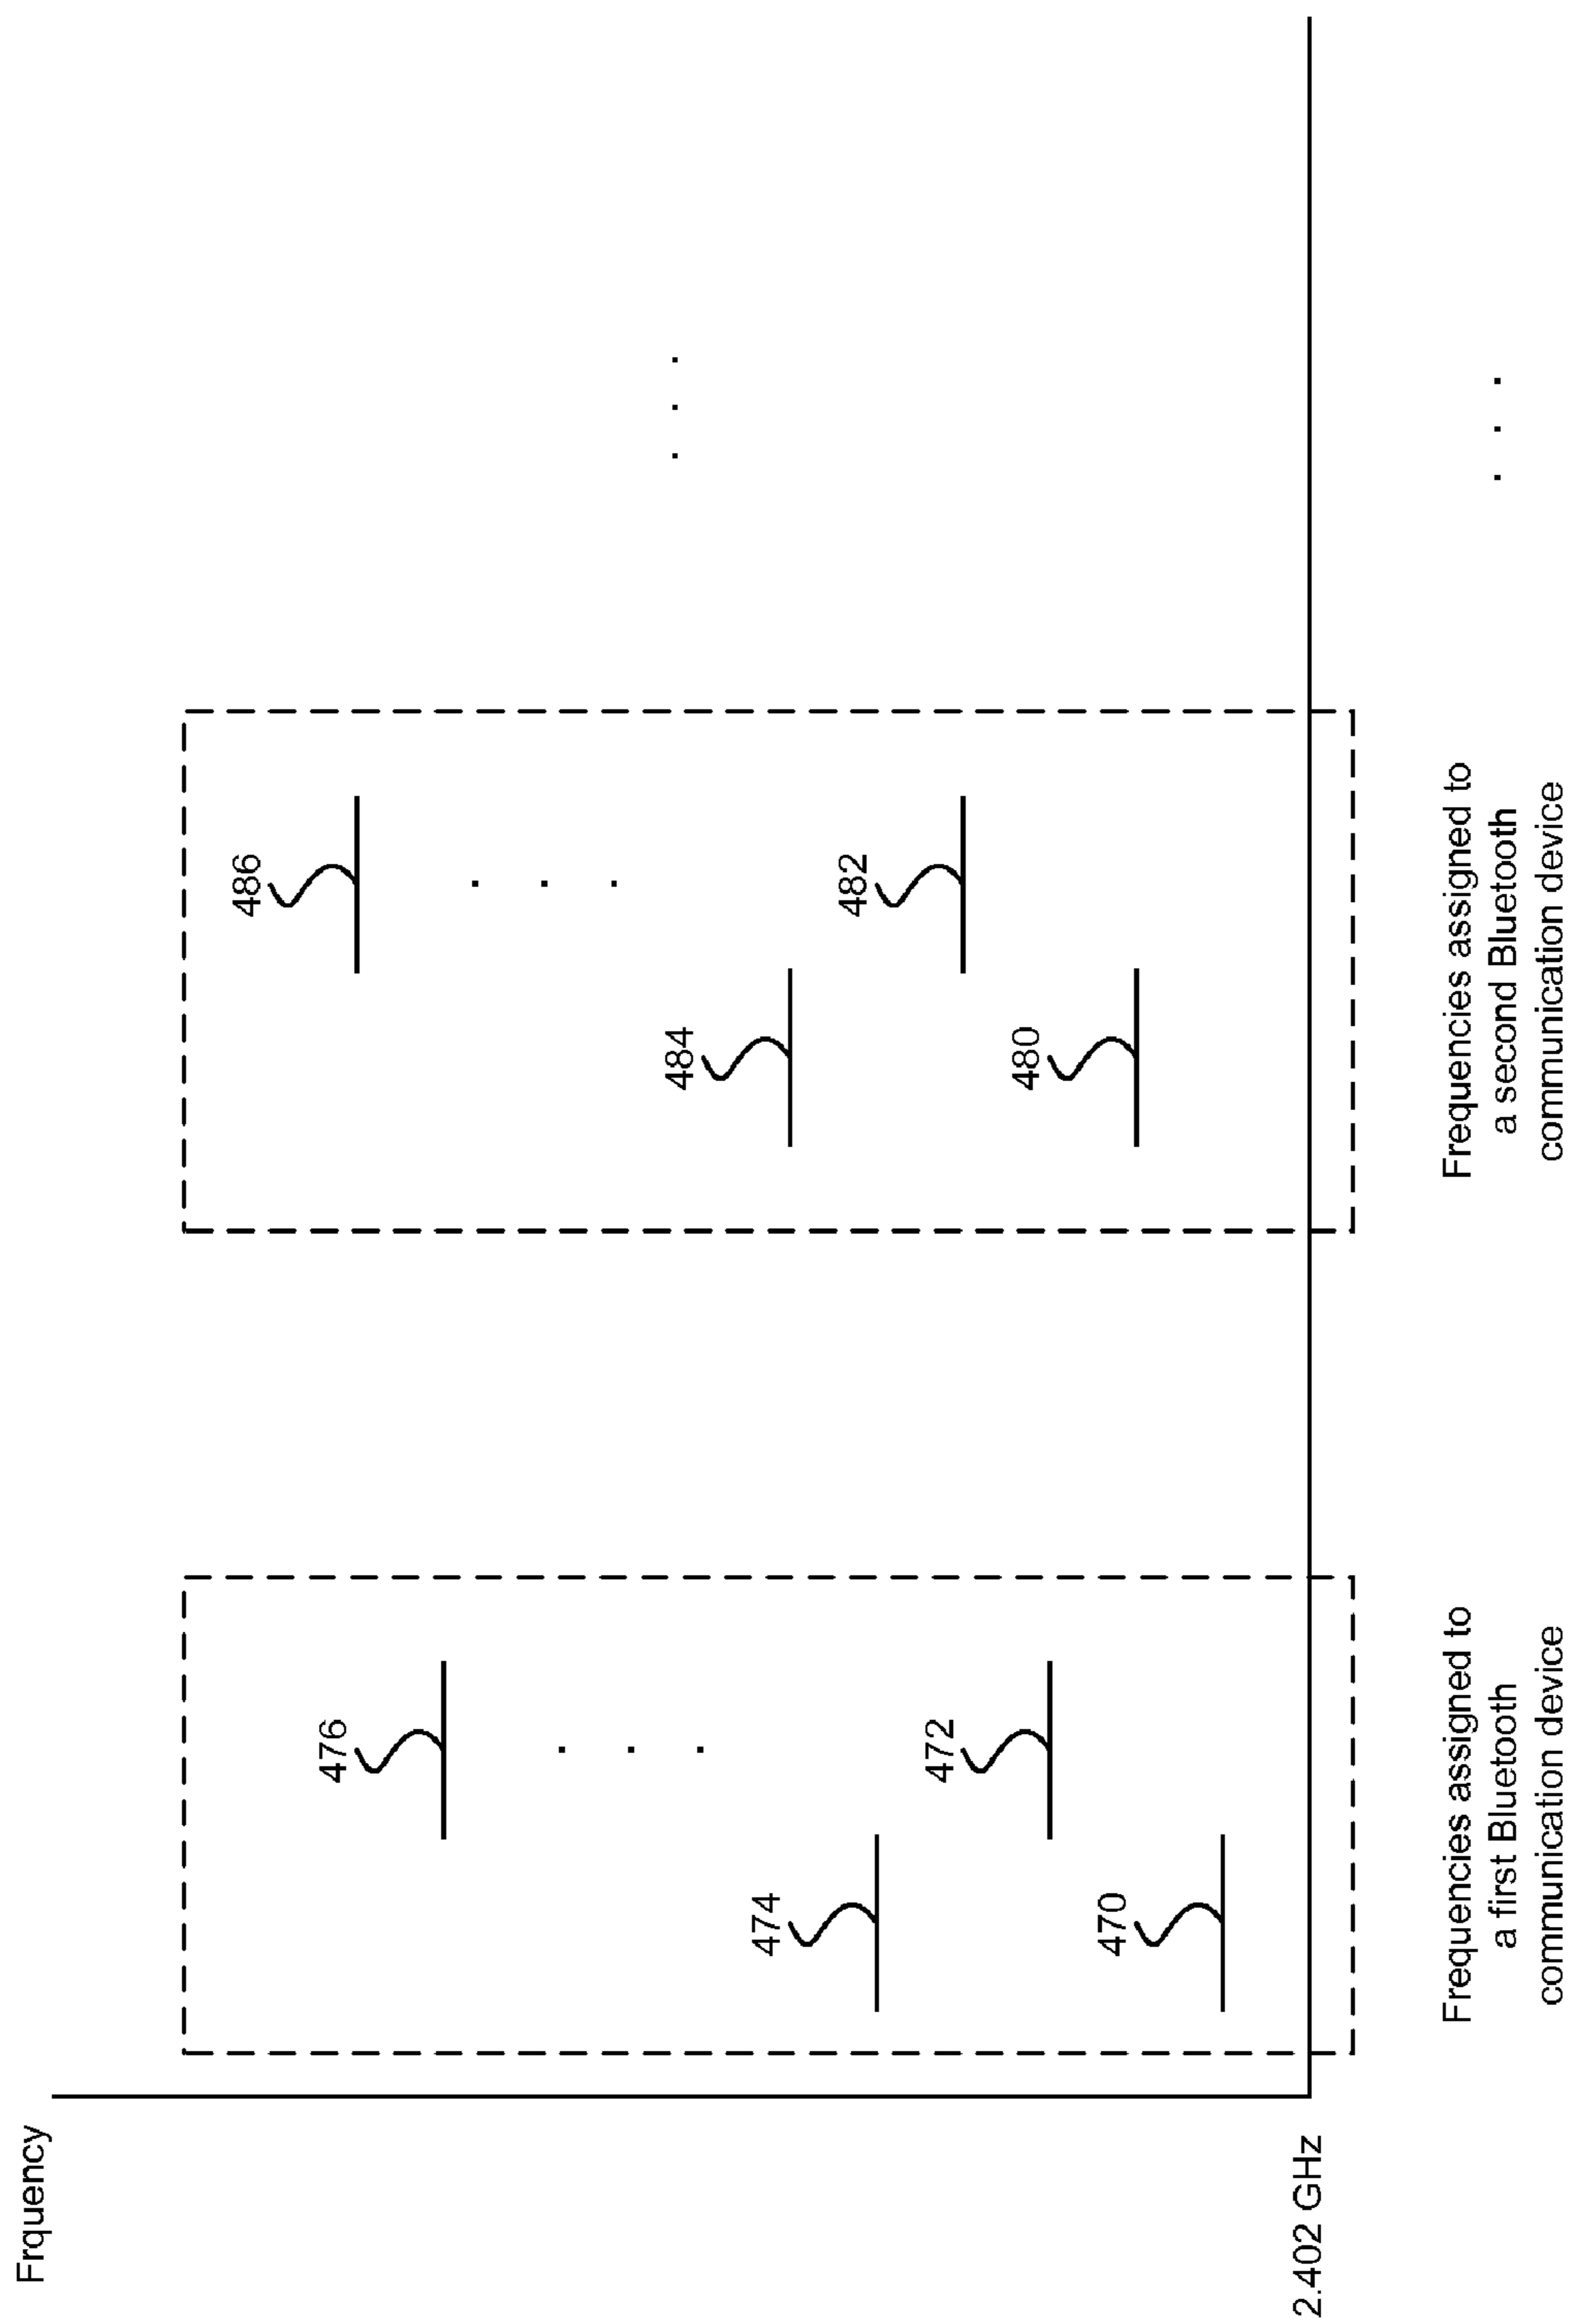 Frquency
486
476
484
474
482
472
480
470
2.402 GHz
Frequencies assigned to
a first Bluetooth
communication device
Frequencies assigned to
a second Bluetooth
communication device